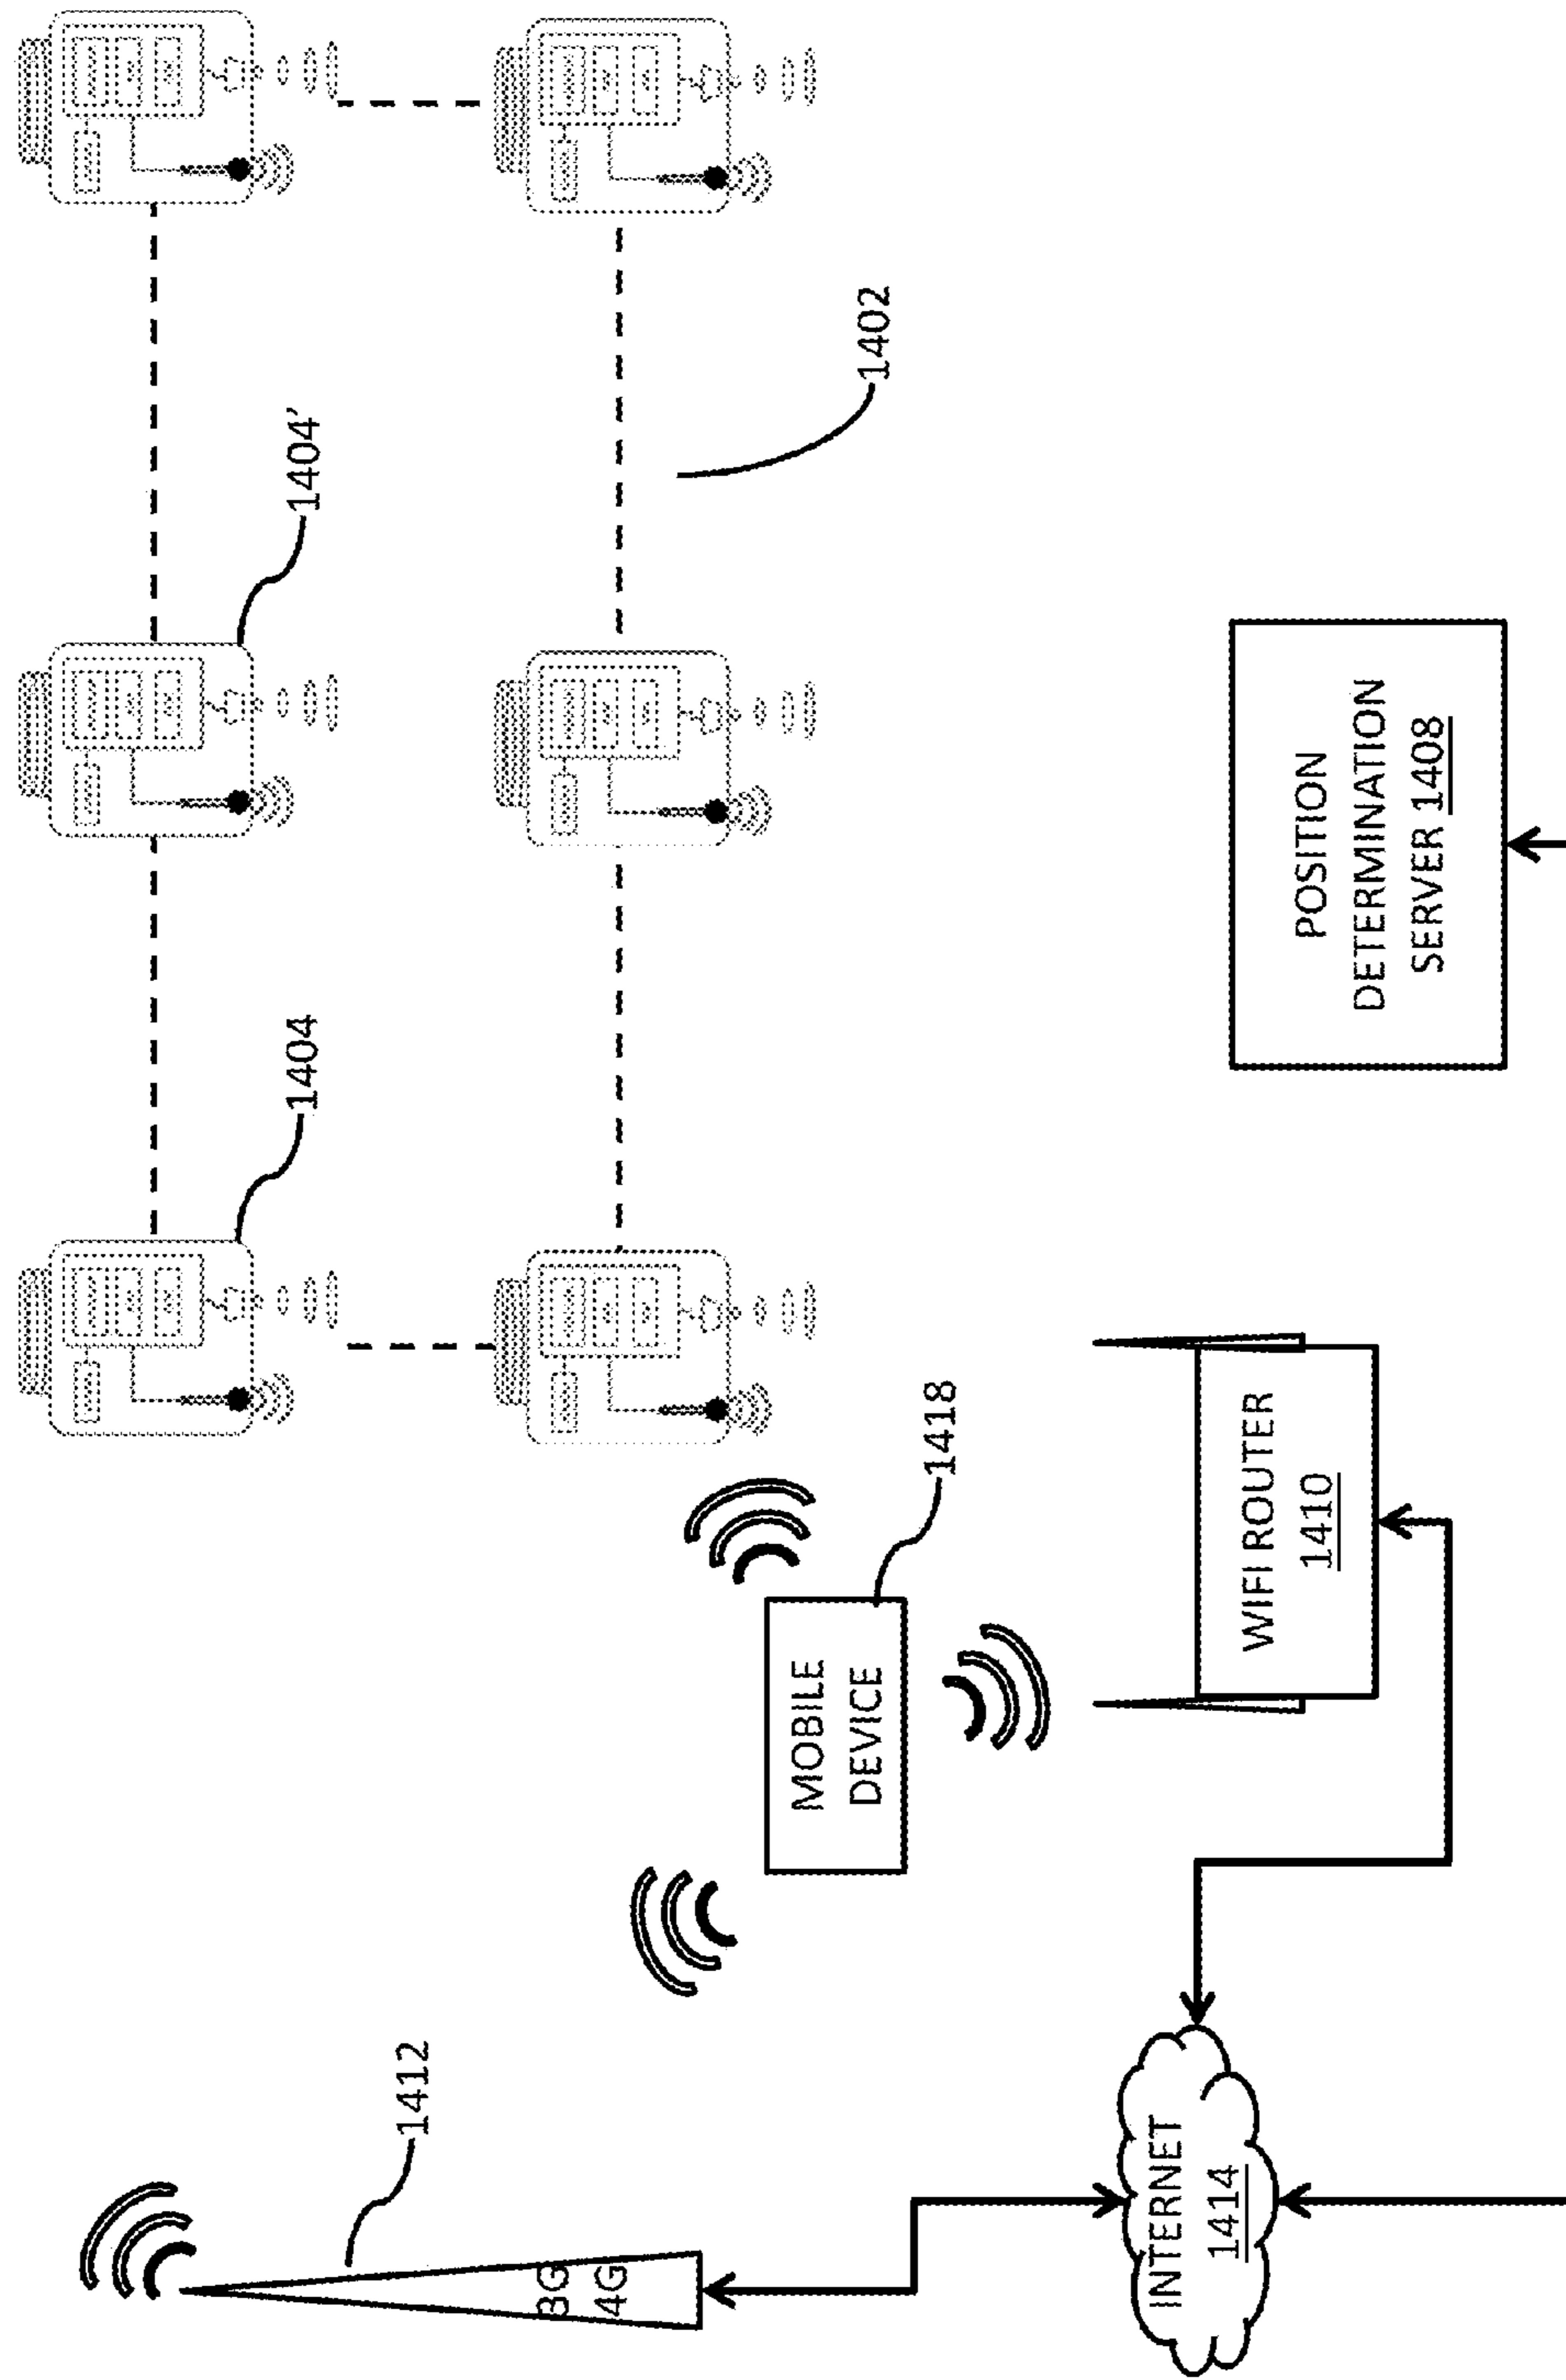 1404
1404'
1402
1412
3G
4G
MOBILE
DEVICE
1418
WIFI ROUTER
1410
INTERNET
1414
POSITION
DETERMINATION
SERVER 1408